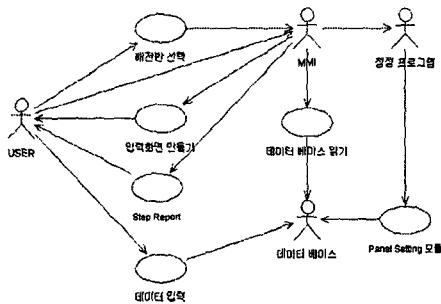 배전반 선택
MMI
정정 프로그램
USER
입력화면 만들기
데이터 베이스 읽기
Step Report
데이터 베이스
Panel Setting 모듈
데이터 입력